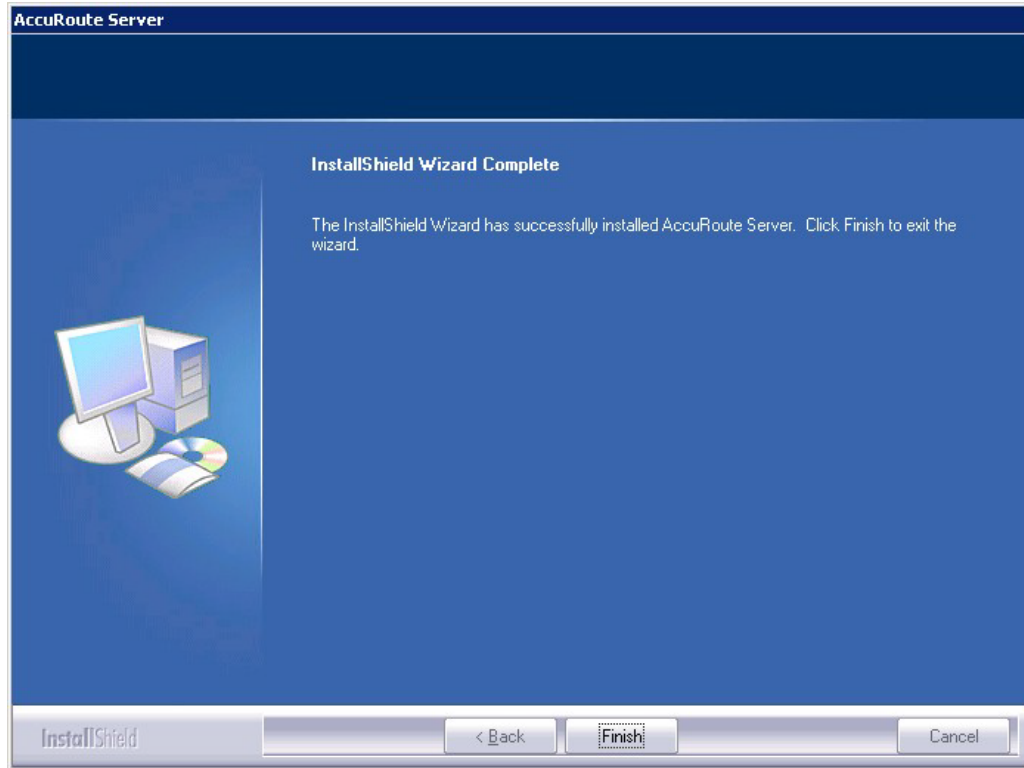 AccuRoute Server
InstallShield Wizard Complete
The InstallShield Wizard has successfully installed AccuRoute Server.  Click Finish to exit the
wizard.
InstallShield
< Back
Finish
Cancel